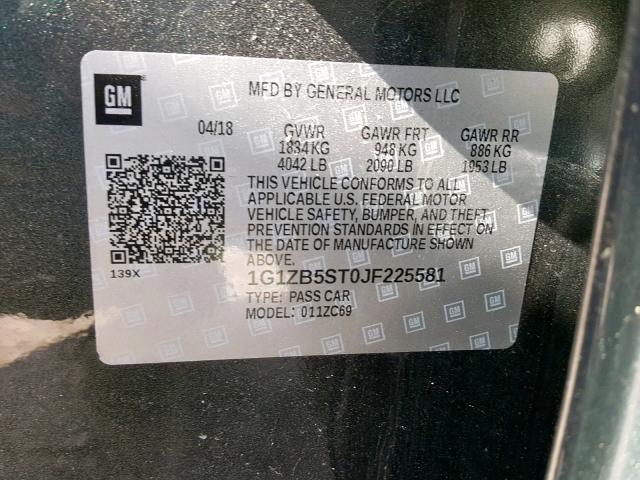 GM
MFD BY GENERAL MOTORS LLC
04/18 GVWR GAWR FRT GAWR RR
1834 KG 948 KG 886 KG
4042 LB 2090 LB 1953 LB
THIS VEHICLE CONFORMS TO ALL
APPLICABLE U.S. FEDERAL MOTOR
VEHICLE SAFETY, BUMPER, AND THEFT
PREVENTION STANDARDS IN EFFECT ON
THE DATE OF MANUFACTURE SHOWN
ABOVE.
139X
1G1ZB5ST0JF225581
TYPE: PASS CAR
MODEL: 011ZC69